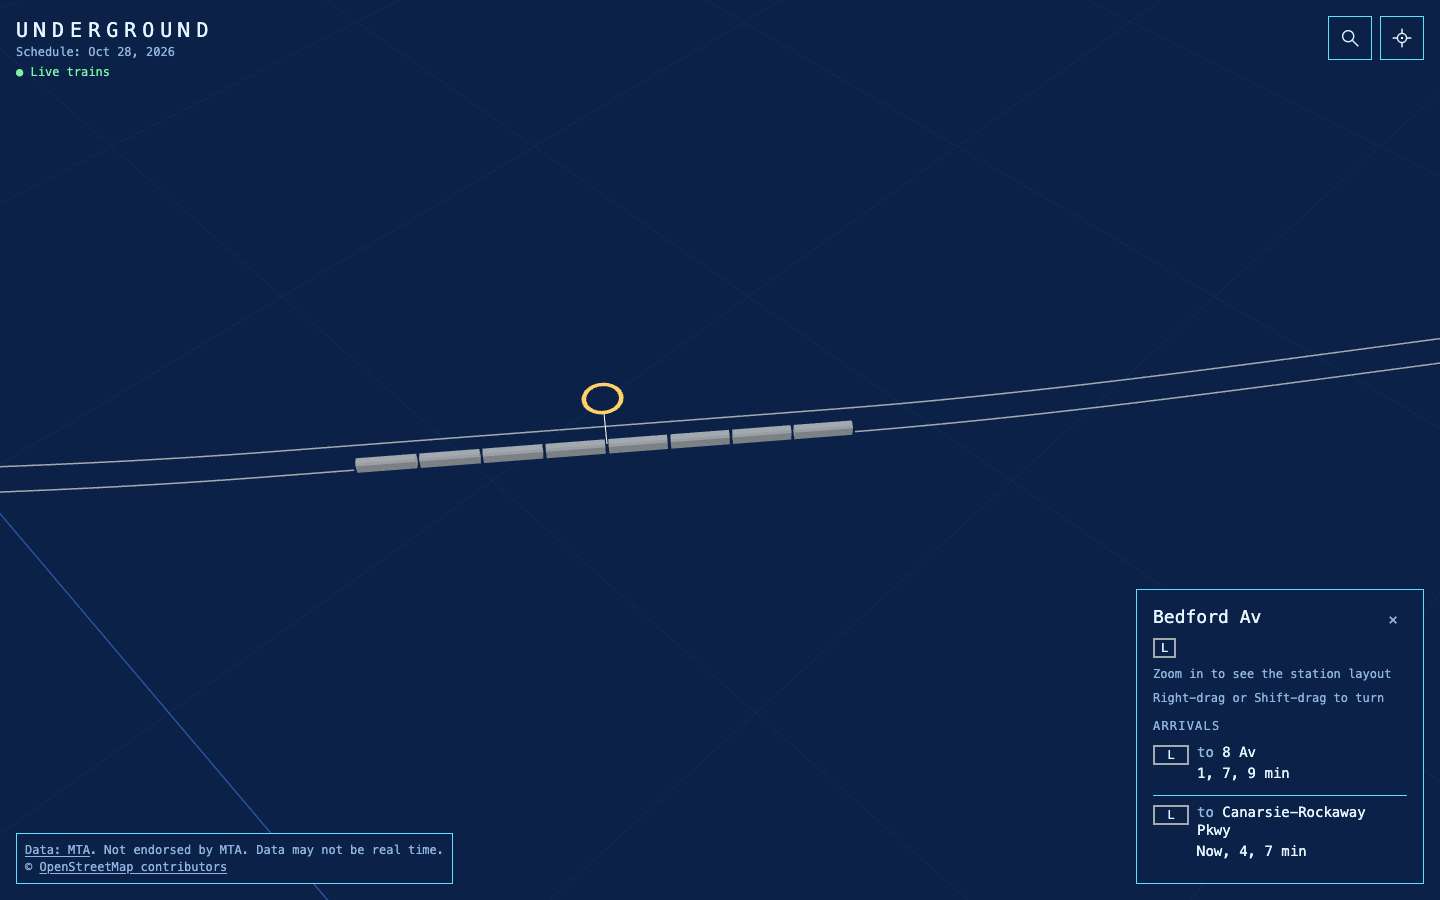 UNDERGROUND
Schedule: Oct 28, 2026
Live trains
Bedford Av
×
L
Zoom in to see the station layout
Right-drag or Shift-drag to turn
ARRIVALS
L to 8 Av
1, 7, 9 min
L to Canarsie-Rockaway
Pkwy
Now, 4, 7 min
Data: MTA. Not endorsed by MTA. Data may not be real time.
© OpenStreetMap contributors